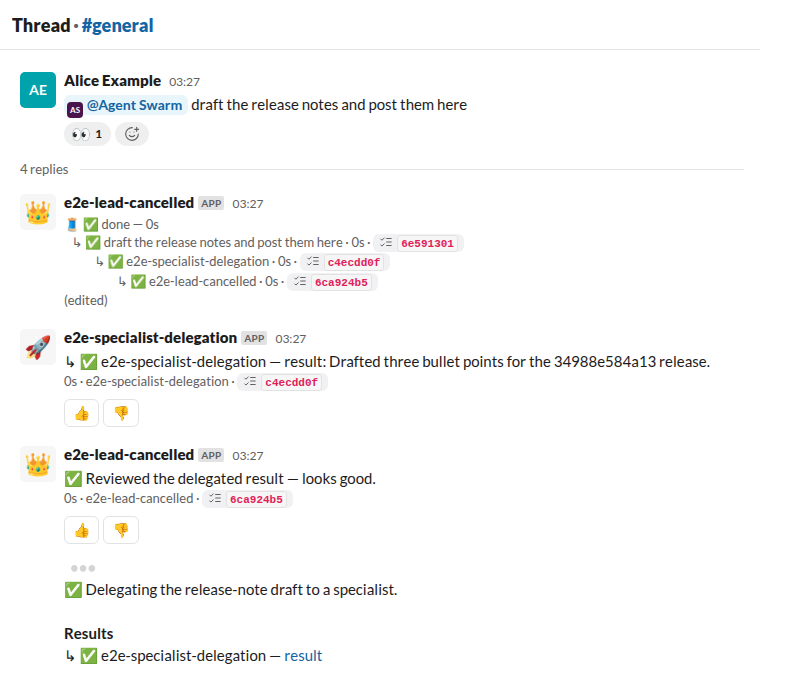 Thread · #general
AE
Alice Example 03:27
AS @Agent Swarm draft the release notes and post them here
👀 1
4 replies
e2e-lead-cancelled APP 03:27
🧵 ✅ done — 0s
↳ ✅ draft the release notes and post them here · 0s · 6e591301
↳ ✅ e2e-specialist-delegation · 0s · c4ecdd0f
↳ ✅ e2e-lead-cancelled · 0s · 6ca924b5
(edited)
e2e-specialist-delegation APP 03:27
↳ ✅ e2e-specialist-delegation — result: Drafted three bullet points for the 34988e584a13 release.
0s · e2e-specialist-delegation · c4ecdd0f
👍 👎
e2e-lead-cancelled APP 03:27
✅ Reviewed the delegated result — looks good.
0s · e2e-lead-cancelled · 6ca924b5
👍 👎
✅ Delegating the release-note draft to a specialist.
Results
↳ ✅ e2e-specialist-delegation — result